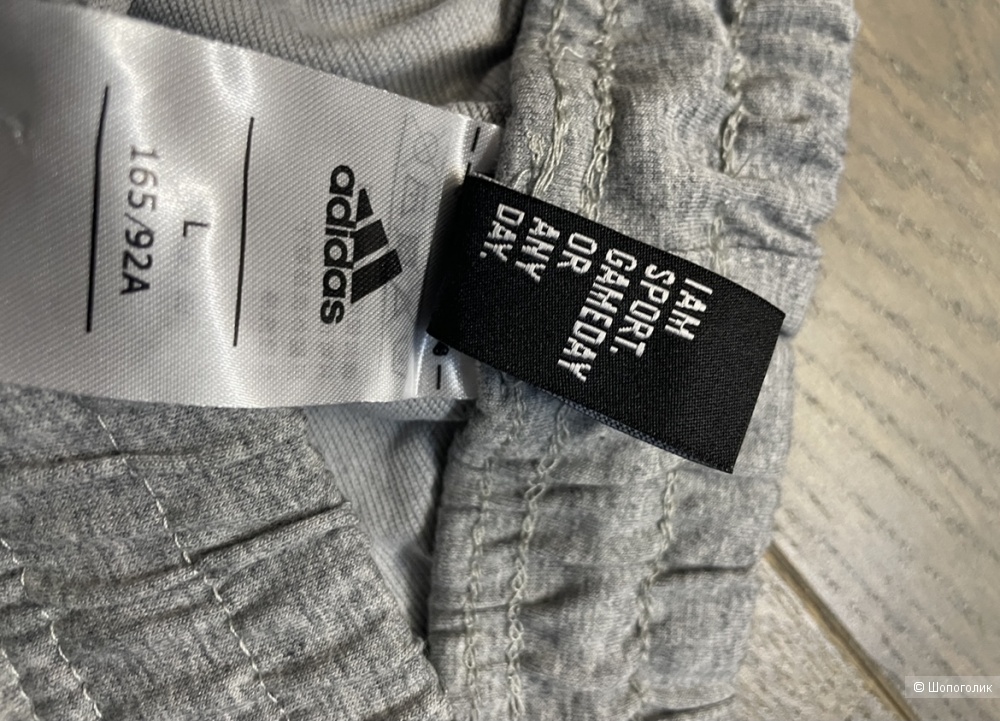 adidas
L
165/92A
I AM
SPORT.
GAMEDAY
OR
ANY
DAY.
© Шопоголик